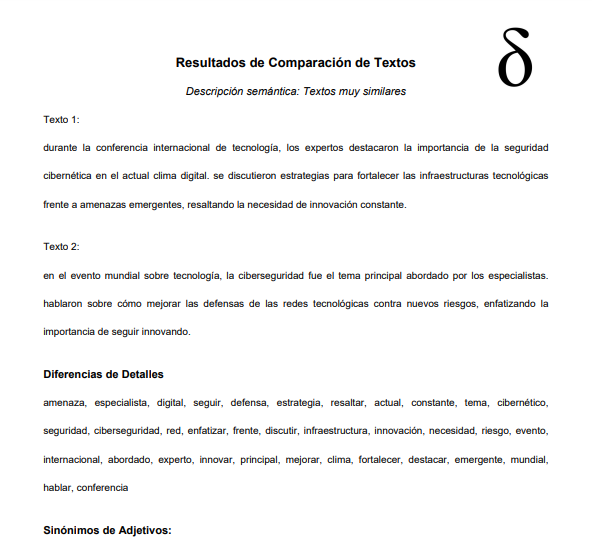 δ
Resultados de Comparación de Textos
Descripción semántica: Textos muy similares
Texto 1:
durante la conferencia internacional de tecnología, los expertos destacaron la importancia de la seguridad
cibernética en el actual clima digital. se discutieron estrategias para fortalecer las infraestructuras tecnológicas
frente a amenazas emergentes, resaltando la necesidad de innovación constante.
Texto 2:
en el evento mundial sobre tecnología, la ciberseguridad fue el tema principal abordado por los especialistas.
hablaron sobre cómo mejorar las defensas de las redes tecnológicas contra nuevos riesgos, enfatizando la
importancia de seguir innovando.
Diferencias de Detalles
amenaza, especialista, digital, seguir, defensa, estrategia, resaltar, actual, constante, tema, cibernético,
seguridad, ciberseguridad, red, enfatizar, frente, discutir, infraestructura, innovación, necesidad, riesgo, evento,
internacional, abordado, experto, innovar, principal, mejorar, clima, fortalecer, destacar, emergente, mundial,
hablar, conferencia
Sinónimos de Adjetivos: